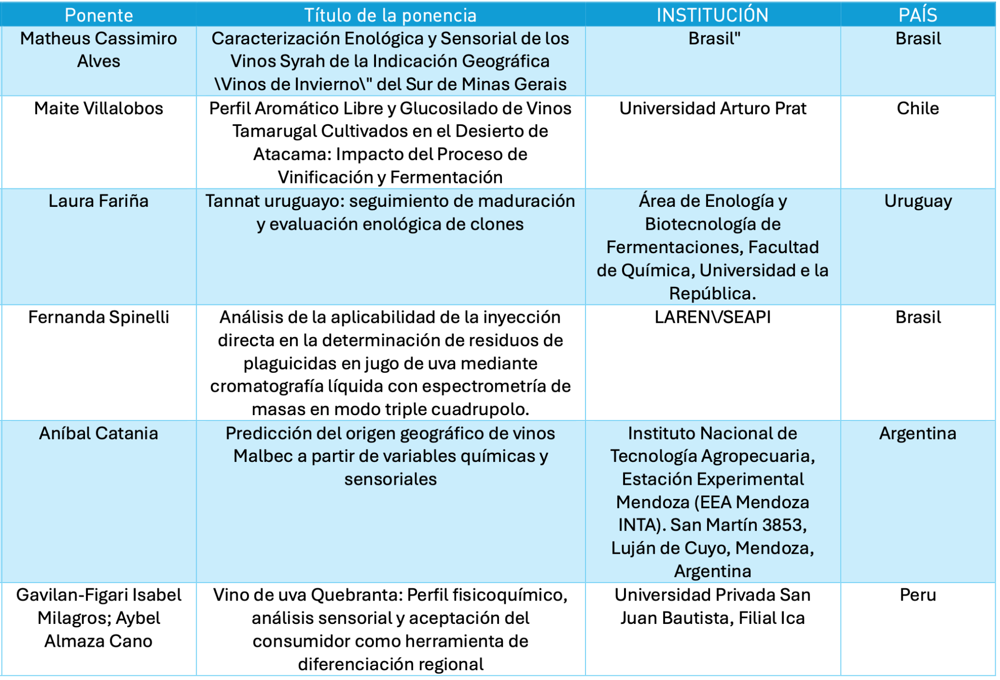 Ponente
Título de la ponencia
INSTITUCIÓN
PAÍS
Matheus Cassimiro
Alves
Caracterización Enológica y Sensorial de los
Vinos Syrah de la Indicación Geográfica
\Vinos de Invierno\" del Sur de Minas Gerais
Brasil"
Brasil
Maite Villalobos
Perfil Aromático Libre y Glucosilado de Vinos
Tamarugal Cultivados en el Desierto de
Atacama: Impacto del Proceso de
Vinificación y Fermentación
Universidad Arturo Prat
Chile
Laura Fariña
Tannat uruguayo: seguimiento de maduración
y evaluación enológica de clones
Área de Enología y
Biotecnología de
Fermentaciones, Facultad
de Química, Universidad e la
República.
Uruguay
Fernanda Spinelli
Análisis de la aplicabilidad de la inyección
directa en la determinación de residuos de
plaguicidas en jugo de uva mediante
cromatografía líquida con espectrometría de
masas en modo triple cuadrupolo.
LAREN\/SEAPI
Brasil
Aníbal Catania
Predicción del origen geográfico de vinos
Malbec a partir de variables químicas y
sensoriales
Instituto Nacional de
Tecnología Agropecuaria,
Estación Experimental
Mendoza (EEA Mendoza
INTA). San Martín 3853,
Luján de Cuyo, Mendoza,
Argentina
Argentina
Gavilan-Figari Isabel
Milagros; Aybel
Almaza Cano
Vino de uva Quebranta: Perfil fisicoquímico,
análisis sensorial y aceptación del
consumidor como herramienta de
diferenciación regional
Universidad Privada San
Juan Bautista, Filial Ica
Peru